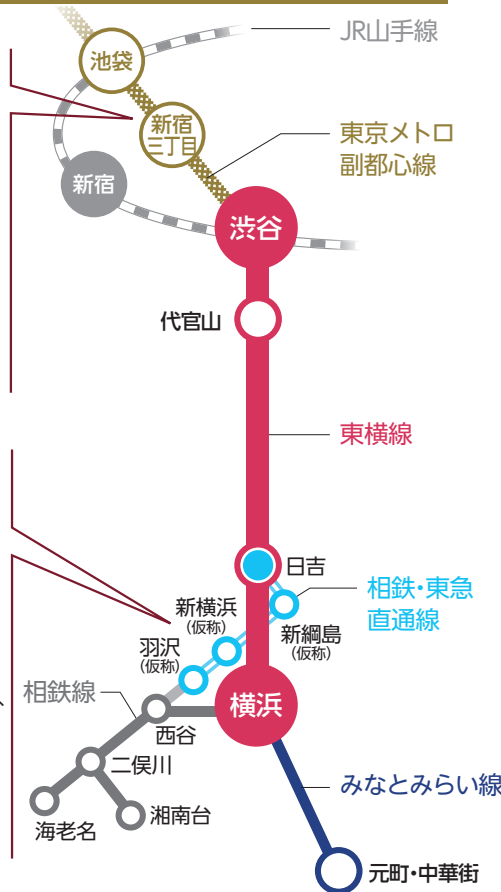 JR山手線
池袋
新宿
三丁目
東京メトロ
副都心線
新宿
渋谷
代官山
東横線
日吉
相鉄・東急
直通線
新横浜
(仮称)
新綱島
(仮称)
羽沢
(仮称)
相鉄線
横浜
西谷
二俣川
みなとみらい線
海老名
湘南台
元町・中華街